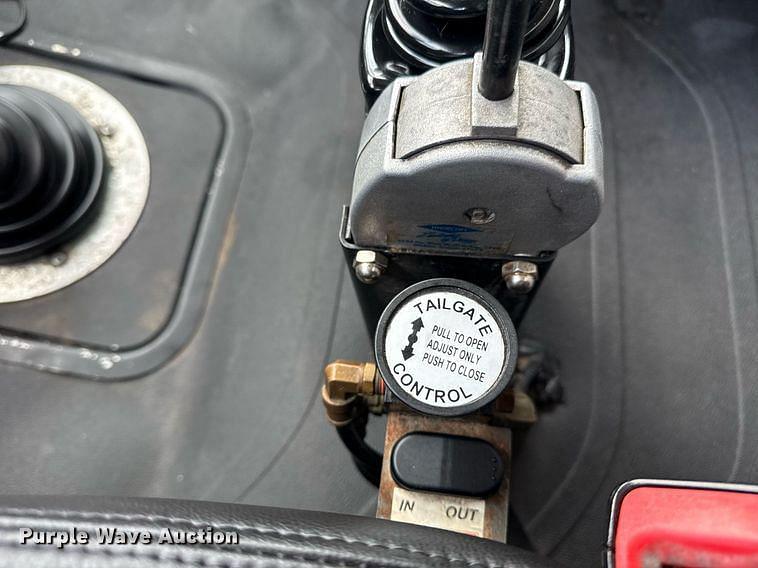 TAILGATE
PULL TO OPEN
ADJUST ONLY
PUSH TO CLOSE
CONTROL
IN OUT
Purple Wave Auction